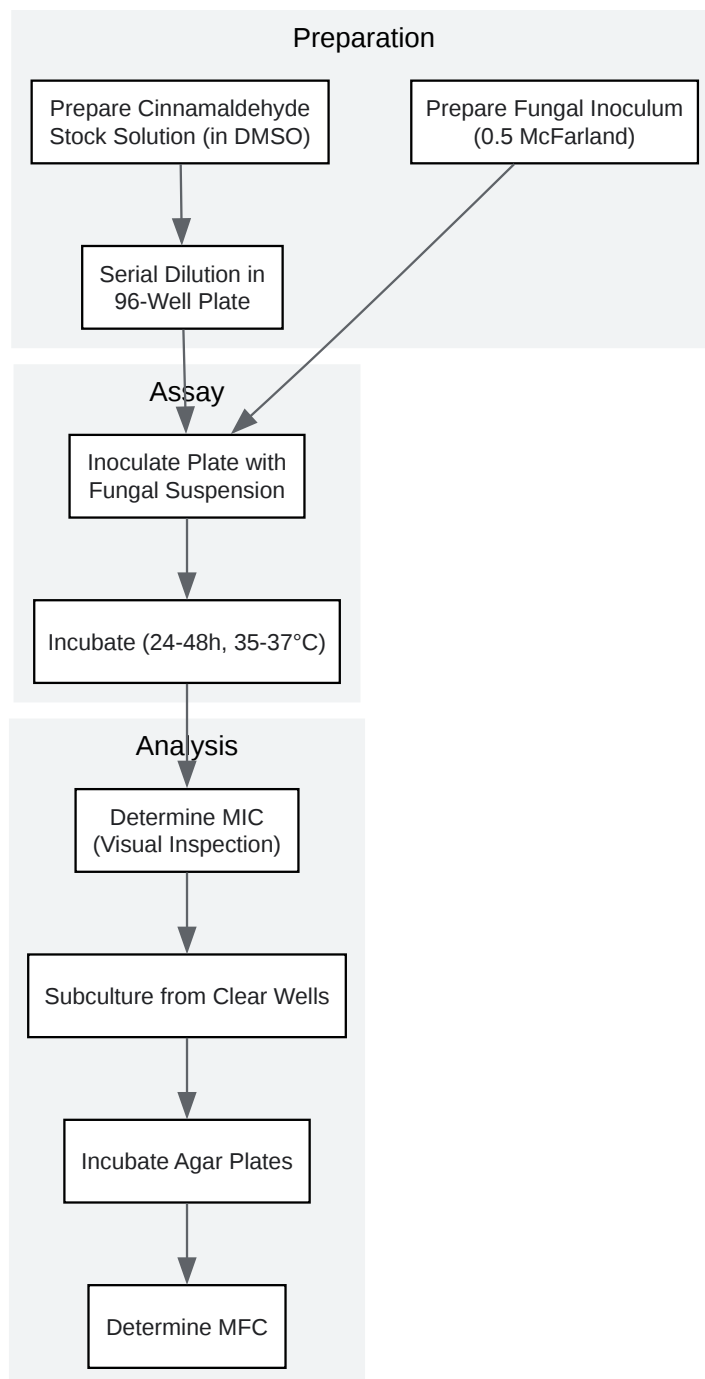 Preparation
Prepare Cinnamaldehyde
Stock Solution (in DMSO)
Prepare Fungal Inoculum
(0.5 McFarland)
Serial Dilution in
96-Well Plate
Assay
Inoculate Plate with
Fungal Suspension
Incubate (24-48h, 35-37°C)
Analysis
Determine MIC
(Visual Inspection)
Subculture from Clear Wells
Incubate Agar Plates
Determine MFC